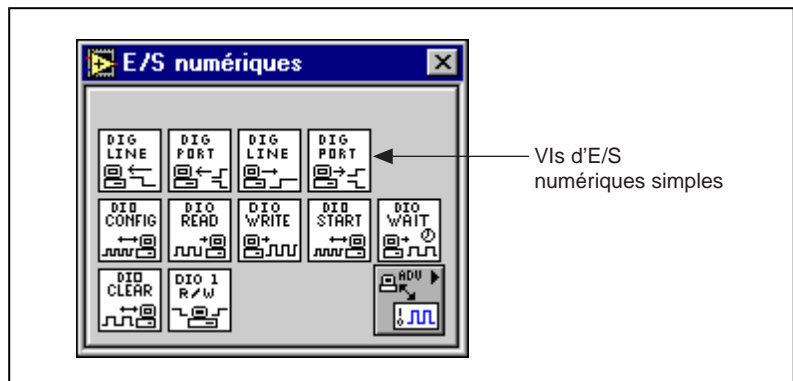 E/S numériques
DIG LINE
DIG PORT
DIG LINE
DIG PORT
VIs d'E/S
numériques simples
DIO CONFIG
DIO READ
DIO WRITE
DIO START
DIO WAIT
DIO CLEAR
DIO 1 R/W
ADV